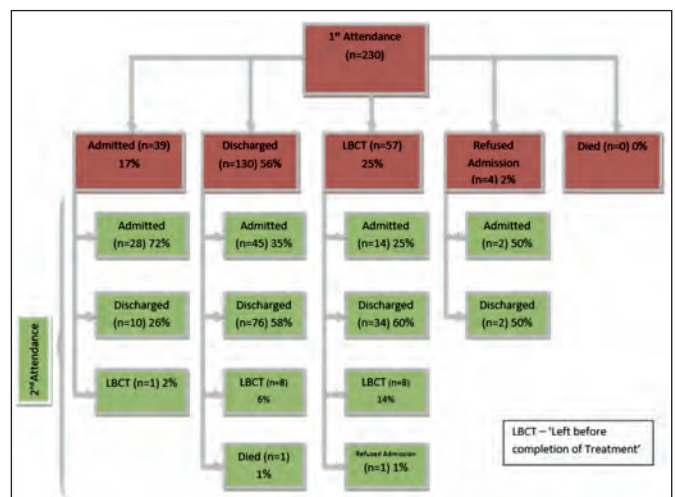 1st Attendance
(n=230)
Admitted (n=39)
17%
Discharged
(n=130) 56%
LBCT (n=57)
25%
Refused
Admission
(n=4) 2%
Died (n=0) 0%
Admitted
(n=28) 72%
Admitted
(n=45) 35%
Admitted
(n=14) 25%
Admitted
(n=2) 50%
Discharged
(n=10) 26%
Discharged
(n=76) 58%
Discharged
(n=34) 60%
Discharged
(n=2) 50%
LBCT (n=1) 2%
LBCT (n=8)
6%
LBCT (n=8)
14%
Died (n=1)
1%
Refused Admission
(n=1) 1%
2nd Attendance
LBCT – ‘Left before
completion of Treatment’